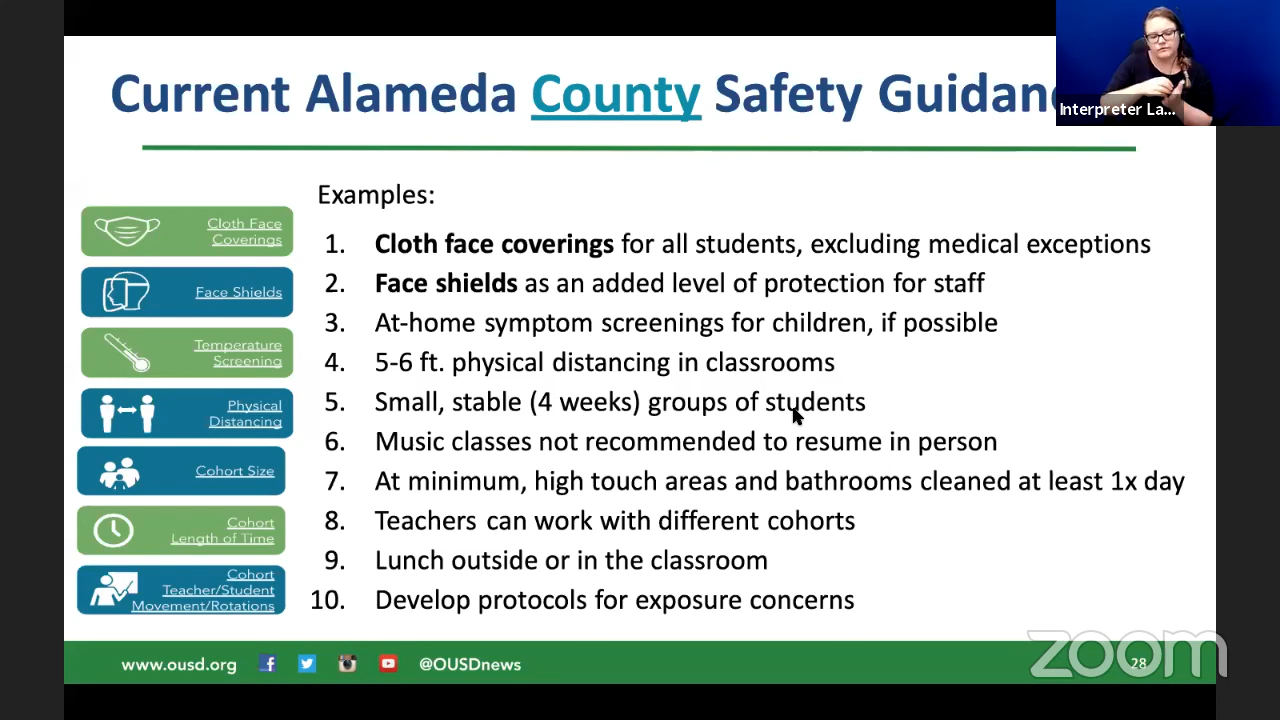 Current Alameda County Safety Guidan
Interpreter La...
Examples:
Cloth Face
Coverings
Face Shields
Temperature
Screening
Physical
Distancing
Cohort Size
Cohort
Length of Time
Cohort
Teacher/Student
Movement/Rotations
1. Cloth face coverings for all students, excluding medical exceptions
2. Face shields as an added level of protection for staff
3. At-home symptom screenings for children, if possible
4. 5-6 ft. physical distancing in classrooms
5. Small, stable (4 weeks) groups of students
6. Music classes not recommended to resume in person
7. At minimum, high touch areas and bathrooms cleaned at least 1x day
8. Teachers can work with different cohorts
9. Lunch outside or in the classroom
10. Develop protocols for exposure concerns
www.ousd.org @OUSDnews
28
zoom